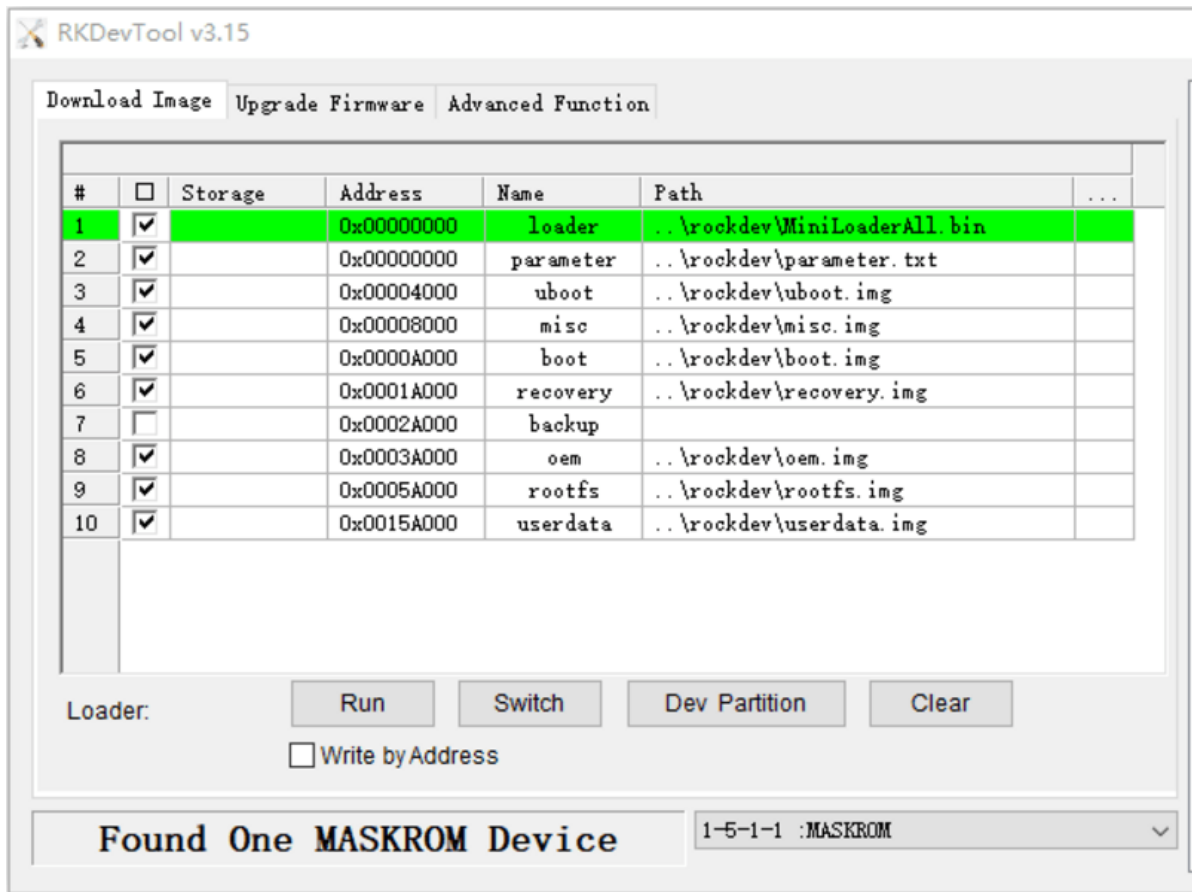 RKDevTool v3.15
Download Image Upgrade Firmware Advanced Function
# Storage Address Name Path ...
1 0x00000000 loader ..\rockdev\MiniLoaderAll.bin
2 0x00000000 parameter ..\rockdev\parameter.txt
3 0x00004000 uboot ..\rockdev\uboot.img
4 0x00008000 misc ..\rockdev\misc.img
5 0x0000A000 boot ..\rockdev\boot.img
6 0x0001A000 recovery ..\rockdev\recovery.img
7 0x0002A000 backup
8 0x0003A000 oem ..\rockdev\oem.img
9 0x0005A000 rootfs ..\rockdev\rootfs.img
10 0x0015A000 userdata ..\rockdev\userdata.img
Loader: Run Switch Dev Partition Clear
Write by Address
Found One MASKROM Device 1-5-1-1 :MASKROM